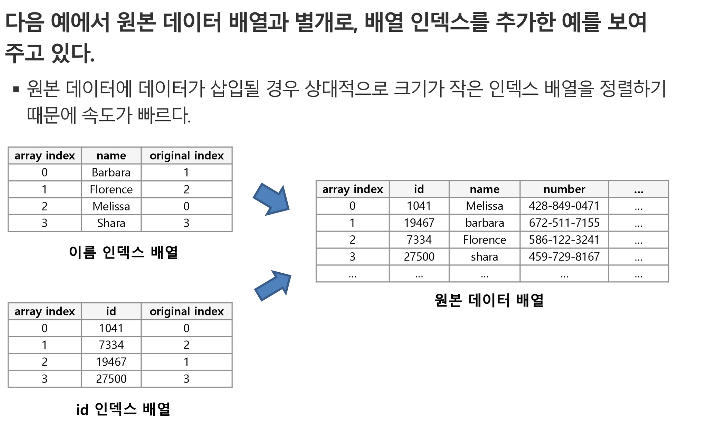 다음 예에서 원본 데이터 배열과 별개로, 배열 인덱스를 추가한 예를 보여
주고 있다.
▪ 원본 데이터에 데이터가 삽입될 경우 상대적으로 크기가 작은 인덱스 배열을 정렬하기
때문에 속도가 빠르다.
array index name original index
0 Barbara 1
1 Florence 2
2 Melissa 0
3 Shara 3
이름 인덱스 배열
array index id original index
0 1041 0
1 7334 2
2 19467 1
3 27500 3
id 인덱스 배열
array index id name number ...
0 1041 Melissa 428-849-0471 ...
1 19467 barbara 672-511-7155 ...
2 7334 Florence 586-122-3241 ...
3 27500 shara 459-729-8167 ...
... ... ... ... ...
원본 데이터 배열